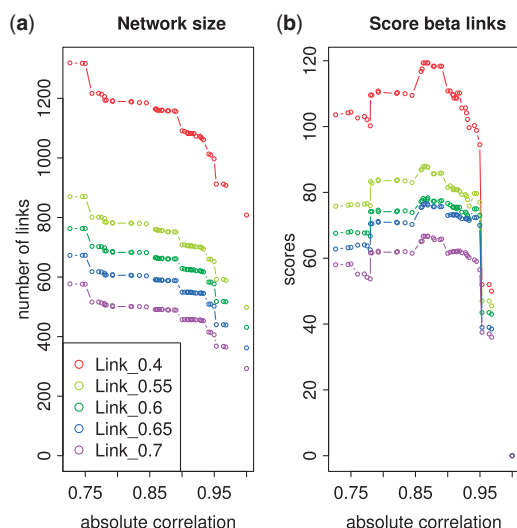 (a) Network size
number of links
0 200 400 600 800 1000 1200
Link_0.4
Link_0.55
Link_0.6
Link_0.65
Link_0.7
0.75 0.85 0.95
absolute correlation
(b) Score beta links
scores
0 20 40 60 80 100 120
0.75 0.85 0.95
absolute correlation